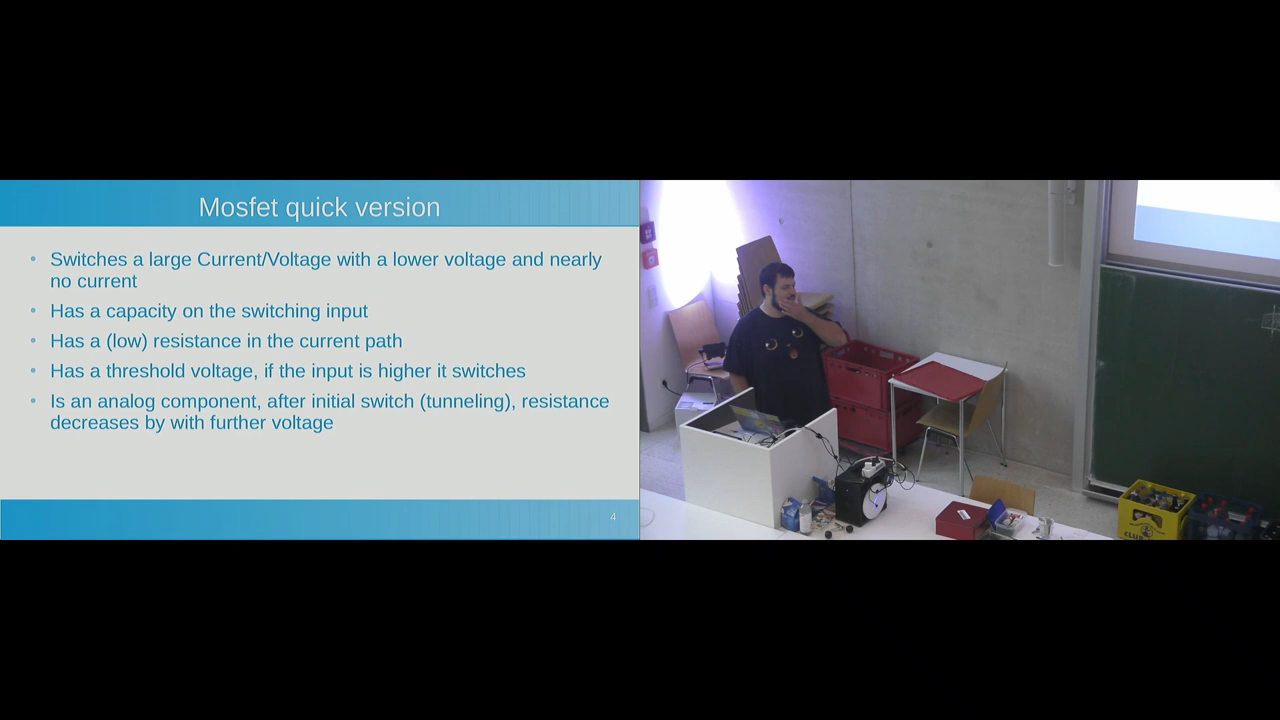 Mosfet quick version
• Switches a large Current/Voltage with a lower voltage and nearly
no current
• Has a capacity on the switching input
• Has a (low) resistance in the current path
• Has a threshold voltage, if the input is higher it switches
• Is an analog component, after initial switch (tunneling), resistance
decreases by with further voltage
4
CLUB